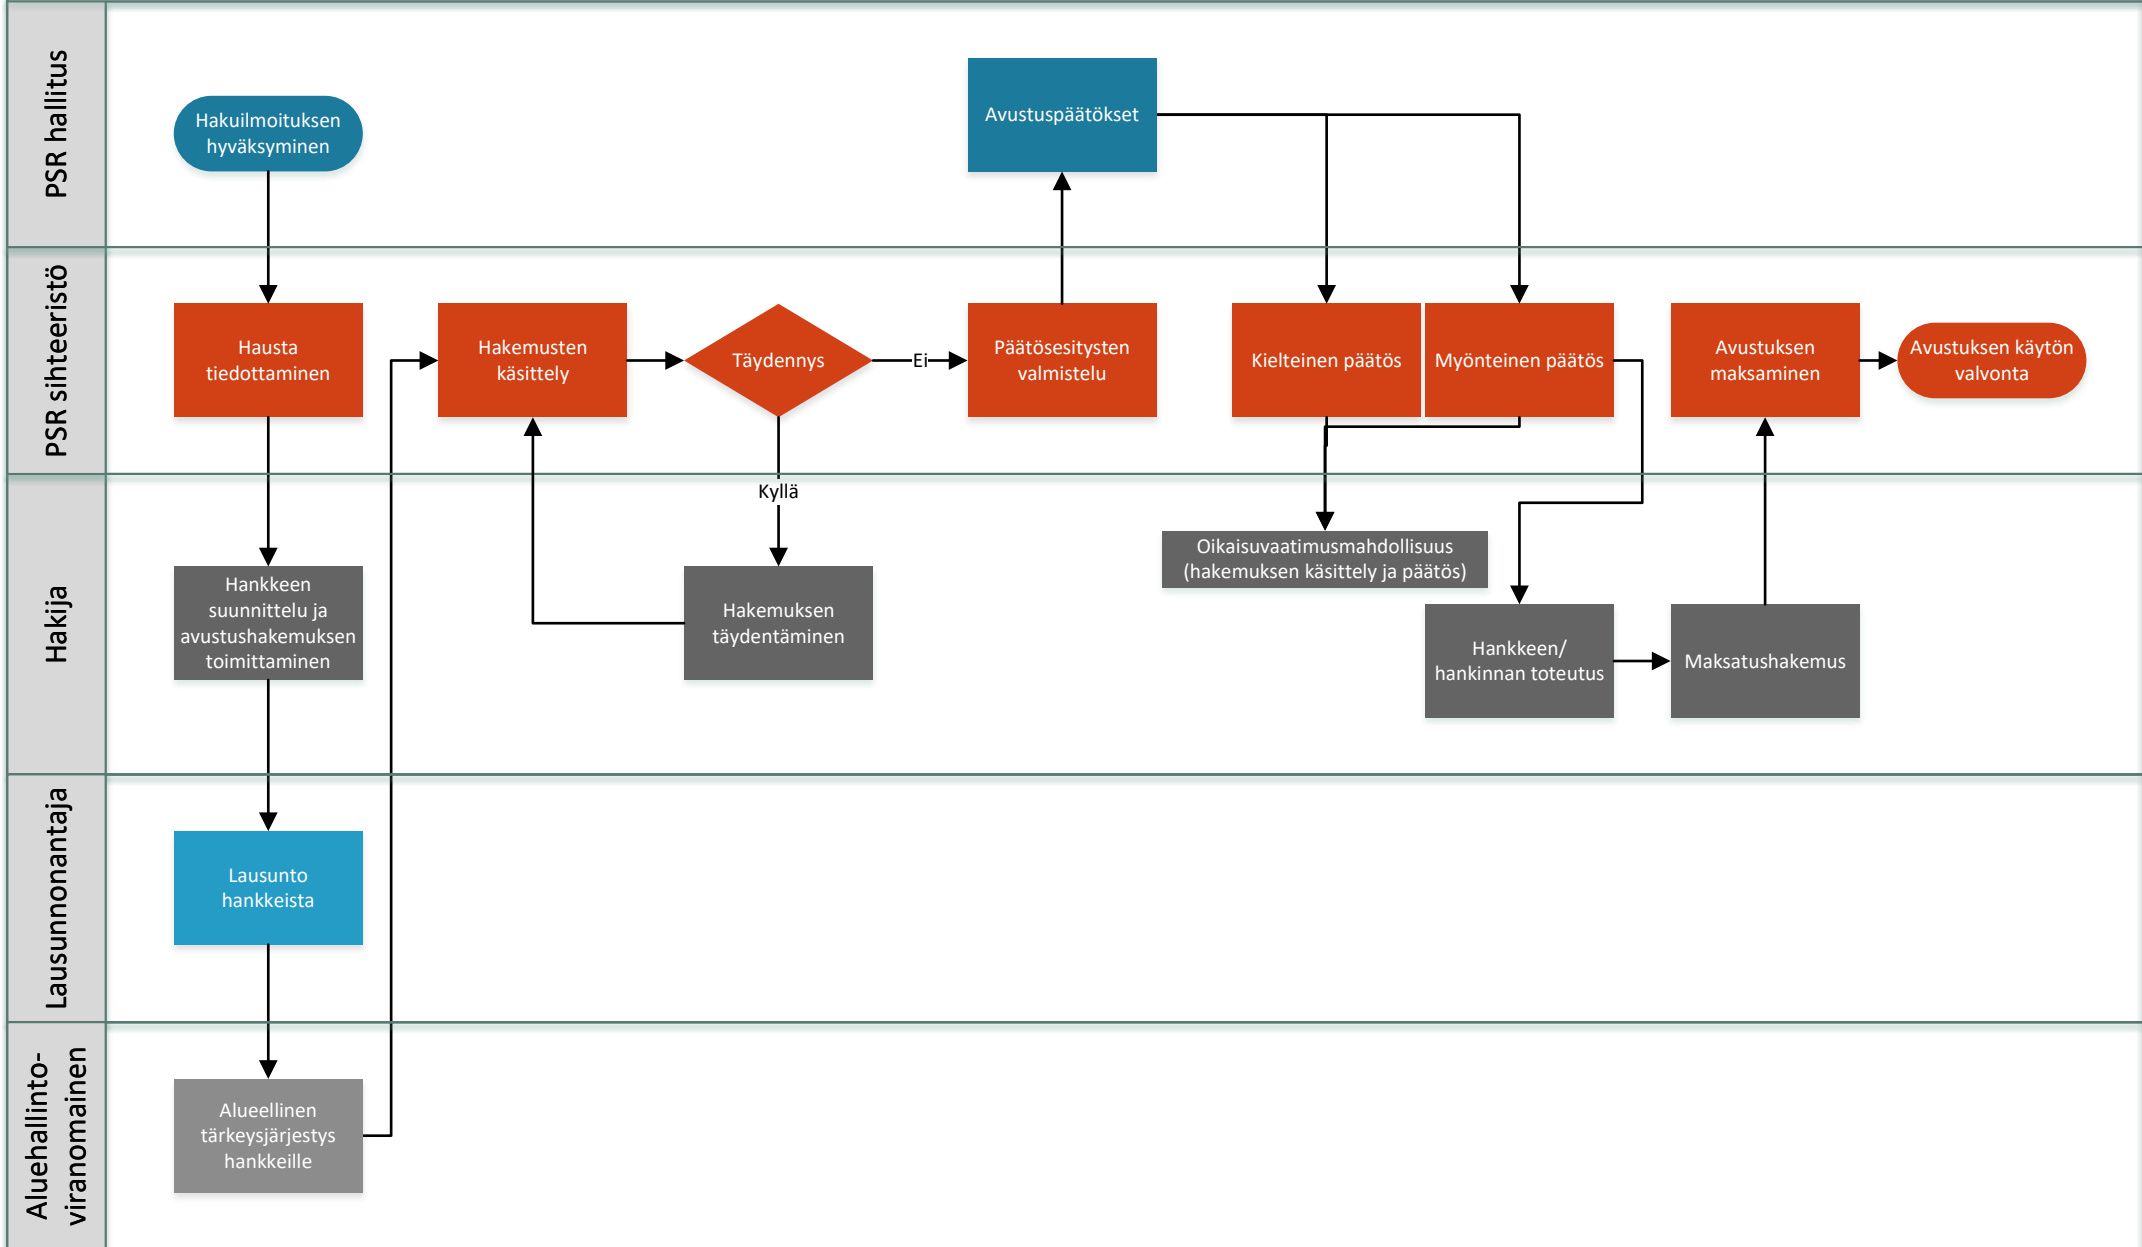 PSR hallitus
Hakuilmoituksen
hyväksyminen
Avustuspäätökset
PSR sihteeristö
Hausta
tiedottaminen
Hakemusten
käsittely
Täydennys
Ei
Päätösesitysten
valmistelu
Kielteinen päätös
Myönteinen päätös
Avustuksen
maksaminen
Avustuksen käytön
valvonta
Hakija
Kyllä
Hankkeen
suunnittelu ja
avustushakemuksen
toimittaminen
Hakemuksen
täydentäminen
Oikaisuvaatimusmahdollisuus
(hakemuksen käsittely ja päätös)
Hankkeen/
hankinnan toteutus
Maksatushakemus
Lausunnonantaja
Lausunto
hankkeista
Aluehallinto-
viranomainen
Alueellinen
tärkeysjärjestys
hankkeille